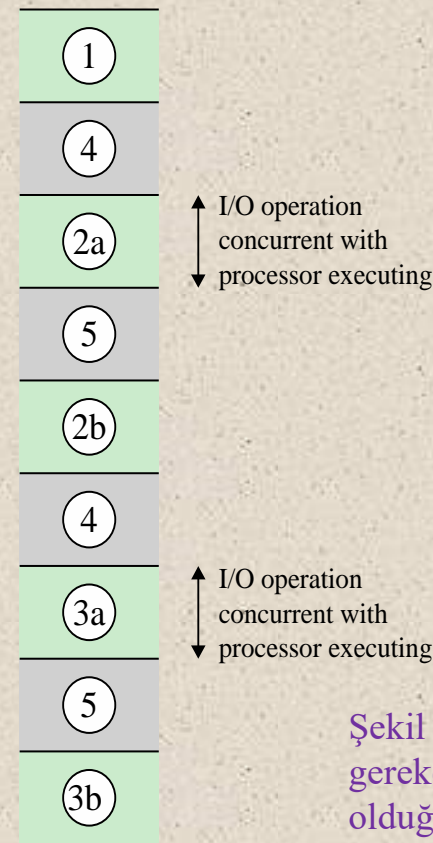 1
4
2a
I/O operation
concurrent with
processor executing
5
2b
4
3a
I/O operation
concurrent with
processor executing
5
3b
Şekil
gerek
olduğ